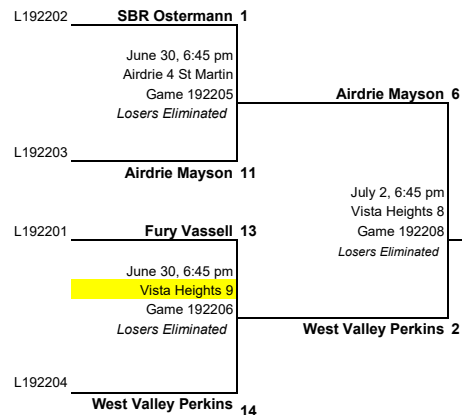 L192202 SBR Ostermann 1
June 30, 6:45 pm
Airdrie 4 St Martin
Game 192205
Losers Eliminated
Airdrie Mayson 6
L192203
Airdrie Mayson 11
July 2, 6:45 pm
Vista Heights 8
Game 192208
Losers Eliminated
L192201 Fury Vassell 13
June 30, 6:45 pm
Vista Heights 9
Game 192206
Losers Eliminated
West Valley Perkins 2
L192204
West Valley Perkins 14